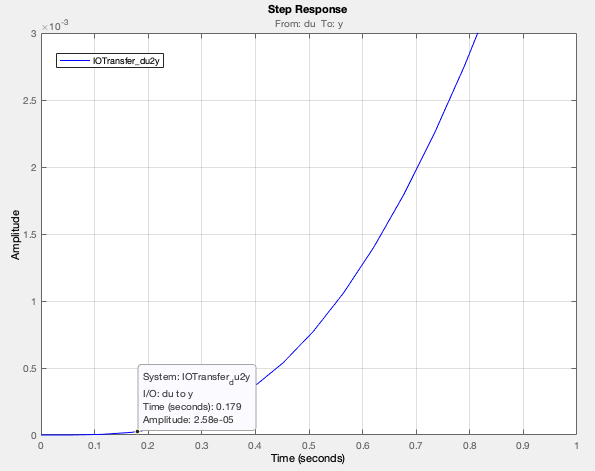 Step Response
From: du To: y
×10-3
3
2.5
2
1.5
1
0.5
0
Amplitude
IOTransfer_du2y
System: IOTransferdu2y
I/O: du to y
Time (seconds): 0.179
Amplitude: 2.58e-05
0 0.1 0.2 0.3 0.4 0.5 0.6 0.7 0.8 0.9 1
Time (seconds)